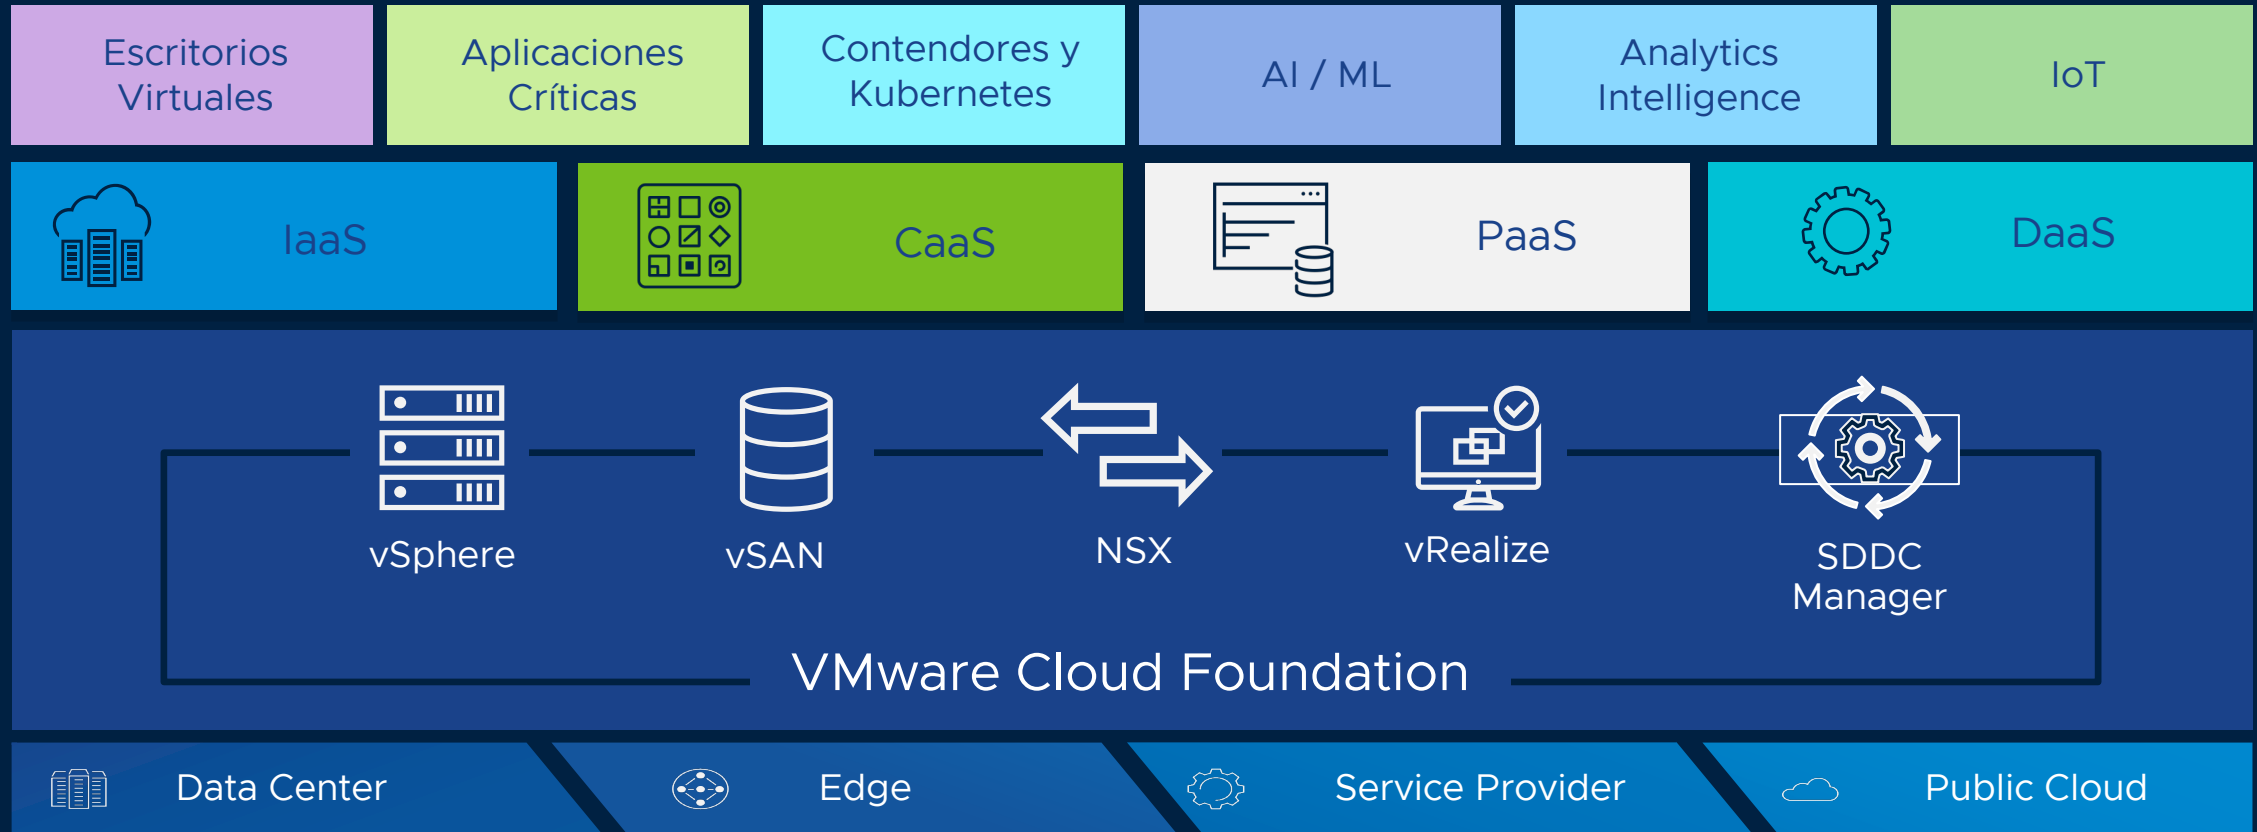 Escritorios
Virtuales
Aplicaciones
Críticas
Contendores y
Kubernetes
AI / ML
Analytics
Intelligence
IoT
IaaS
CaaS
PaaS
DaaS
vSphere
vSAN
NSX
vRealize
SDDC
Manager
VMware Cloud Foundation
Data Center
Edge
Service Provider
Public Cloud